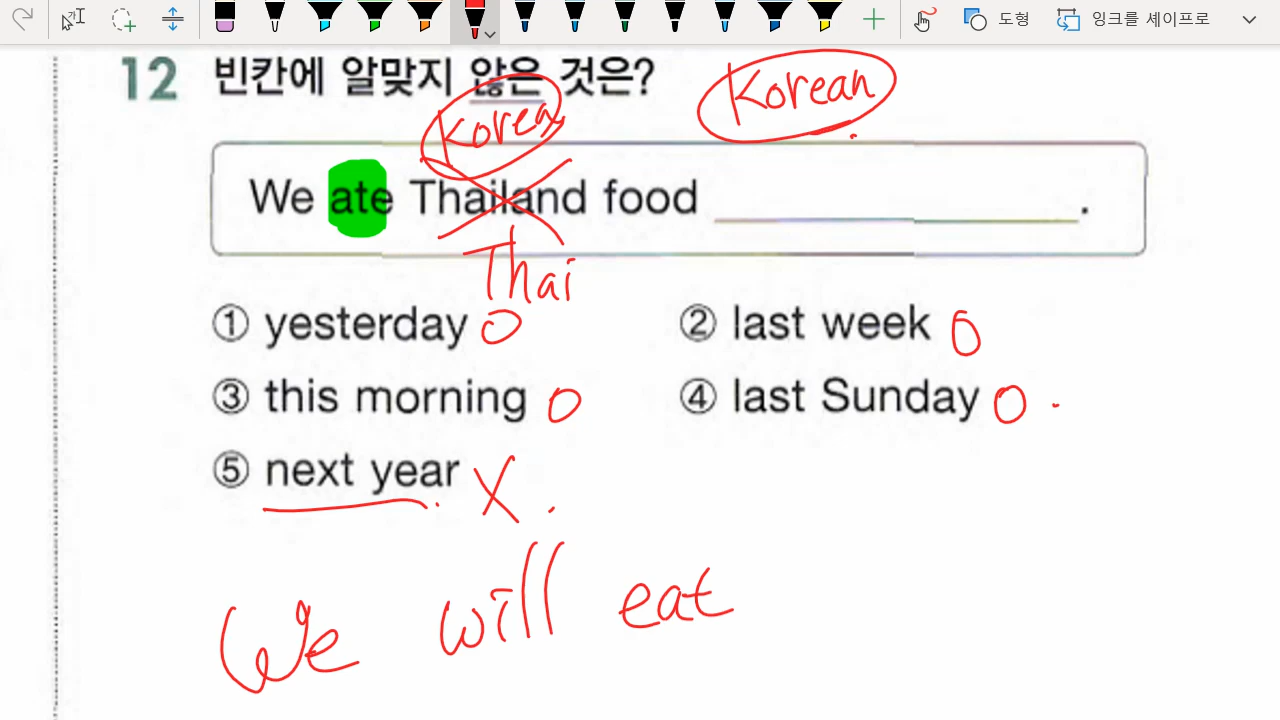 도형 잉크를 셰이프로
12 빈칸에 알맞지 않은 것은?
Korea Korean
We ate Thailand food ____________.
Thai
① yesterday O ② last week O
③ this morning O ④ last Sunday O
⑤ next year X
We will eat